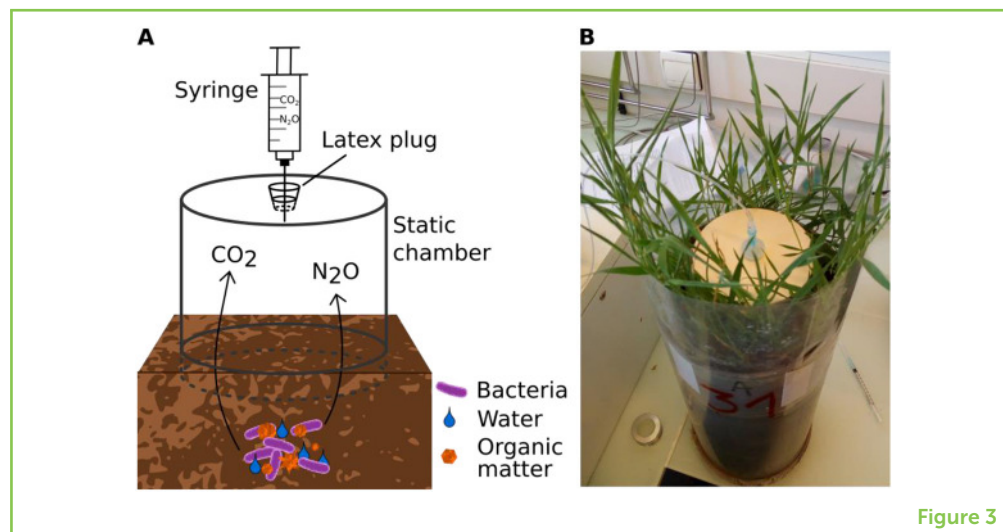 A
B
Syringe
CO₂
N₂O
Latex plug
Static
chamber
CO₂
N₂O
Bacteria
Water
Organic
matter
A
31
Figure 3